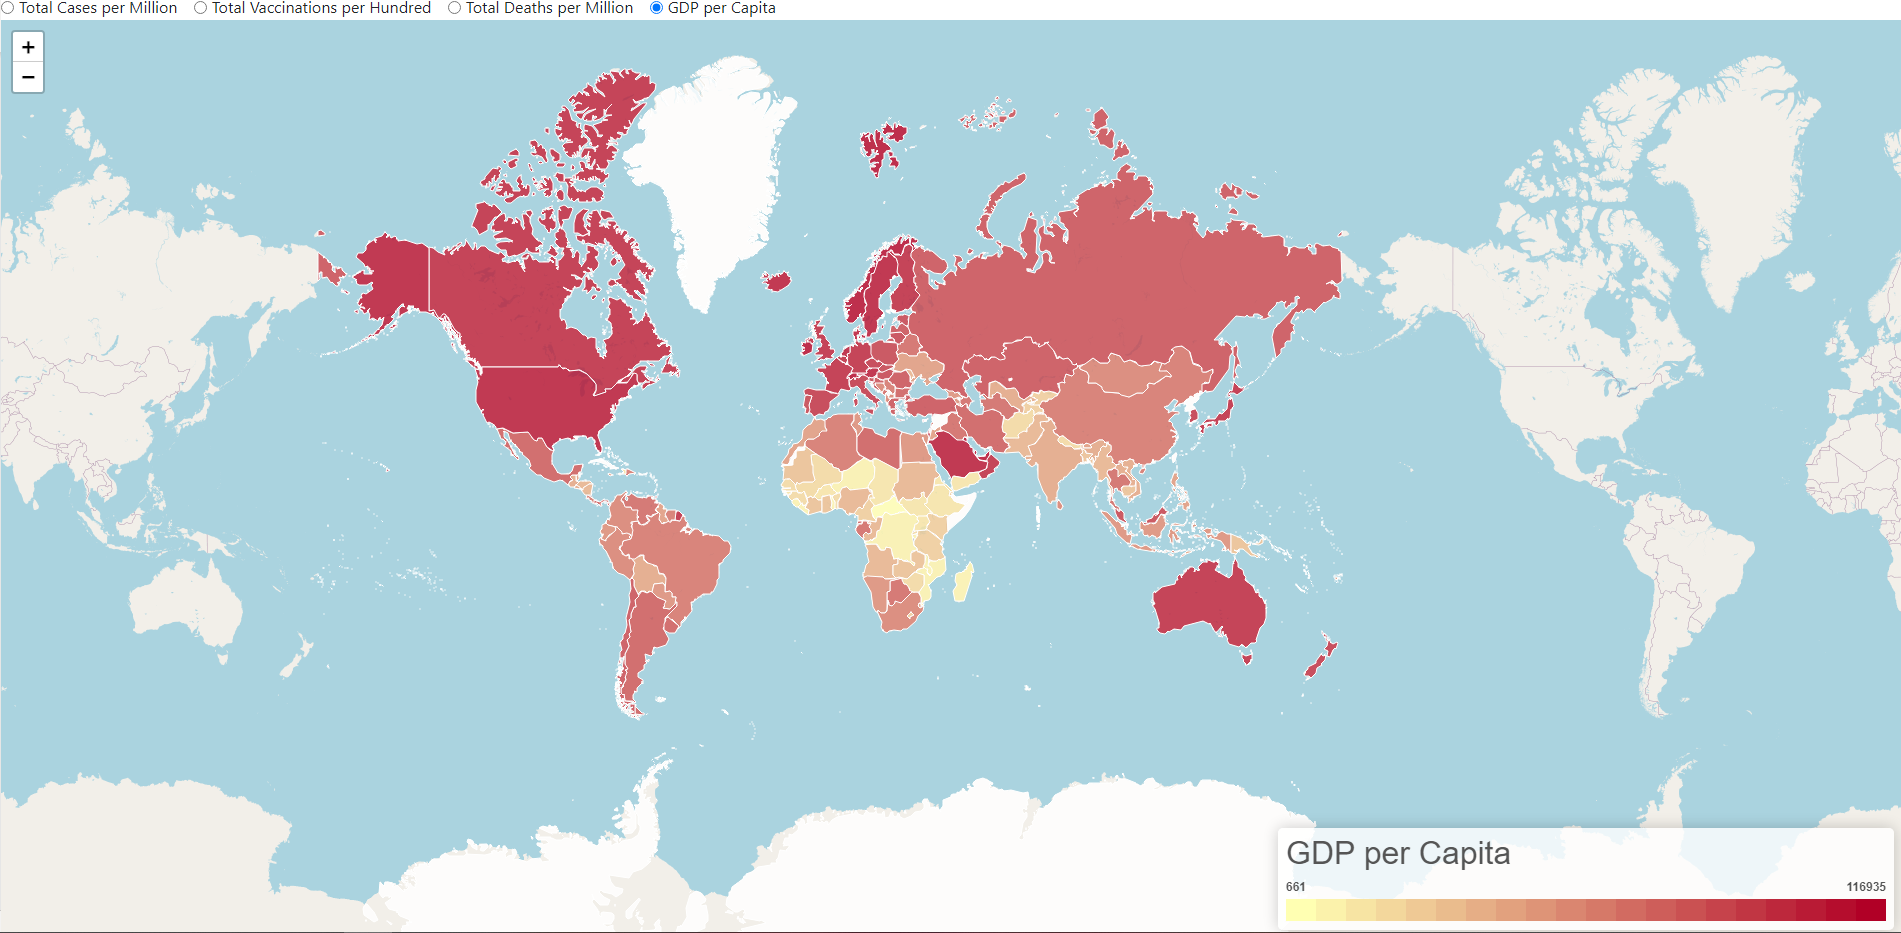 Total Cases per Million Total Vaccinations per Hundred Total Deaths per Million GDP per Capita
+
−
GDP per Capita
661 116935